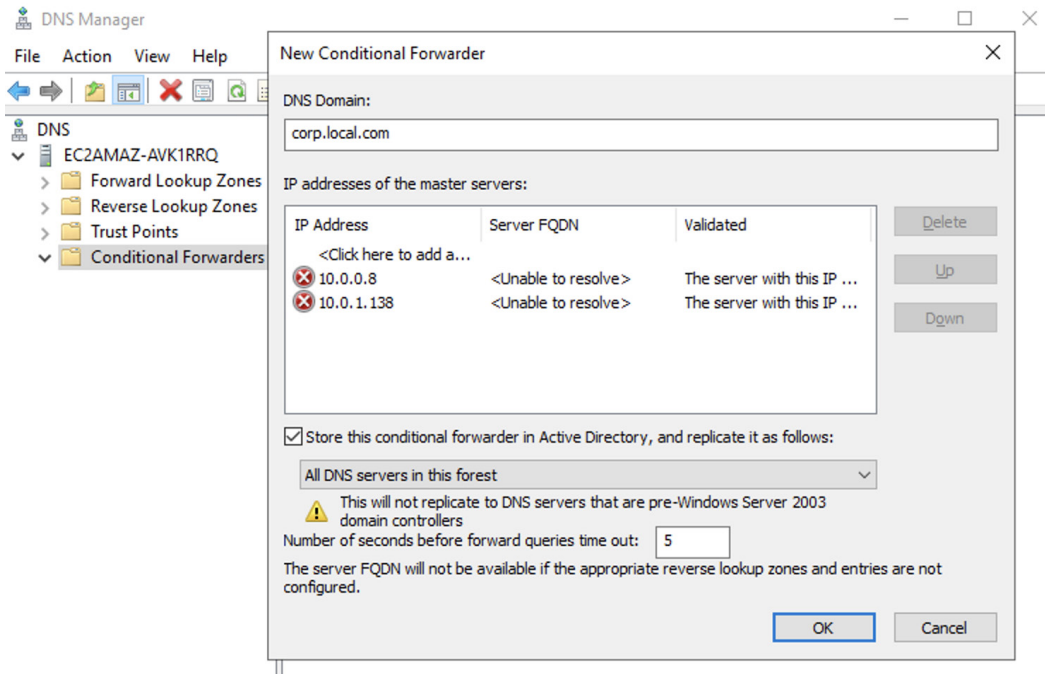 DNS Manager
File Action View Help
DNS
EC2AMAZ-AVK1RRQ
Forward Lookup Zones
Reverse Lookup Zones
Trust Points
Conditional Forwarders
New Conditional Forwarder
DNS Domain:
corp.local.com
IP addresses of the master servers:
IP Address Server FQDN Validated
<Click here to add a...
10.0.0.8 <Unable to resolve> The server with this IP ...
10.0.1.138 <Unable to resolve> The server with this IP ...
Delete
Up
Down
Store this conditional forwarder in Active Directory, and replicate it as follows:
All DNS servers in this forest
This will not replicate to DNS servers that are pre-Windows Server 2003
domain controllers
Number of seconds before forward queries time out: 5
The server FQDN will not be available if the appropriate reverse lookup zones and entries are not
configured.
OK Cancel